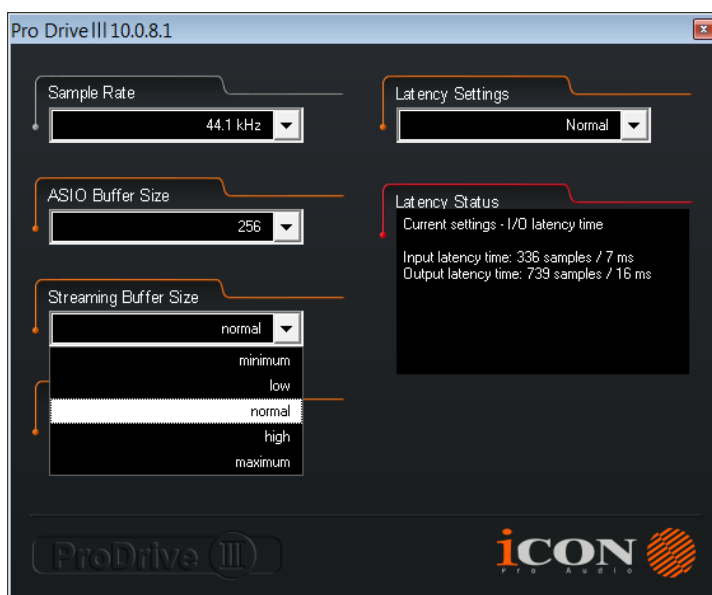 Pro Drive III 10.0.8.1
Sample Rate
44.1 kHz
ASIO Buffer Size
256
Streaming Buffer Size
normal
minimum
low
normal
high
maximum
Latency Settings
Normal
Latency Status
Current settings - I/O latency time
Input latency time: 336 samples / 7 ms
Output latency time: 739 samples / 16 ms
ProDrive III
iCON
Pro Audio